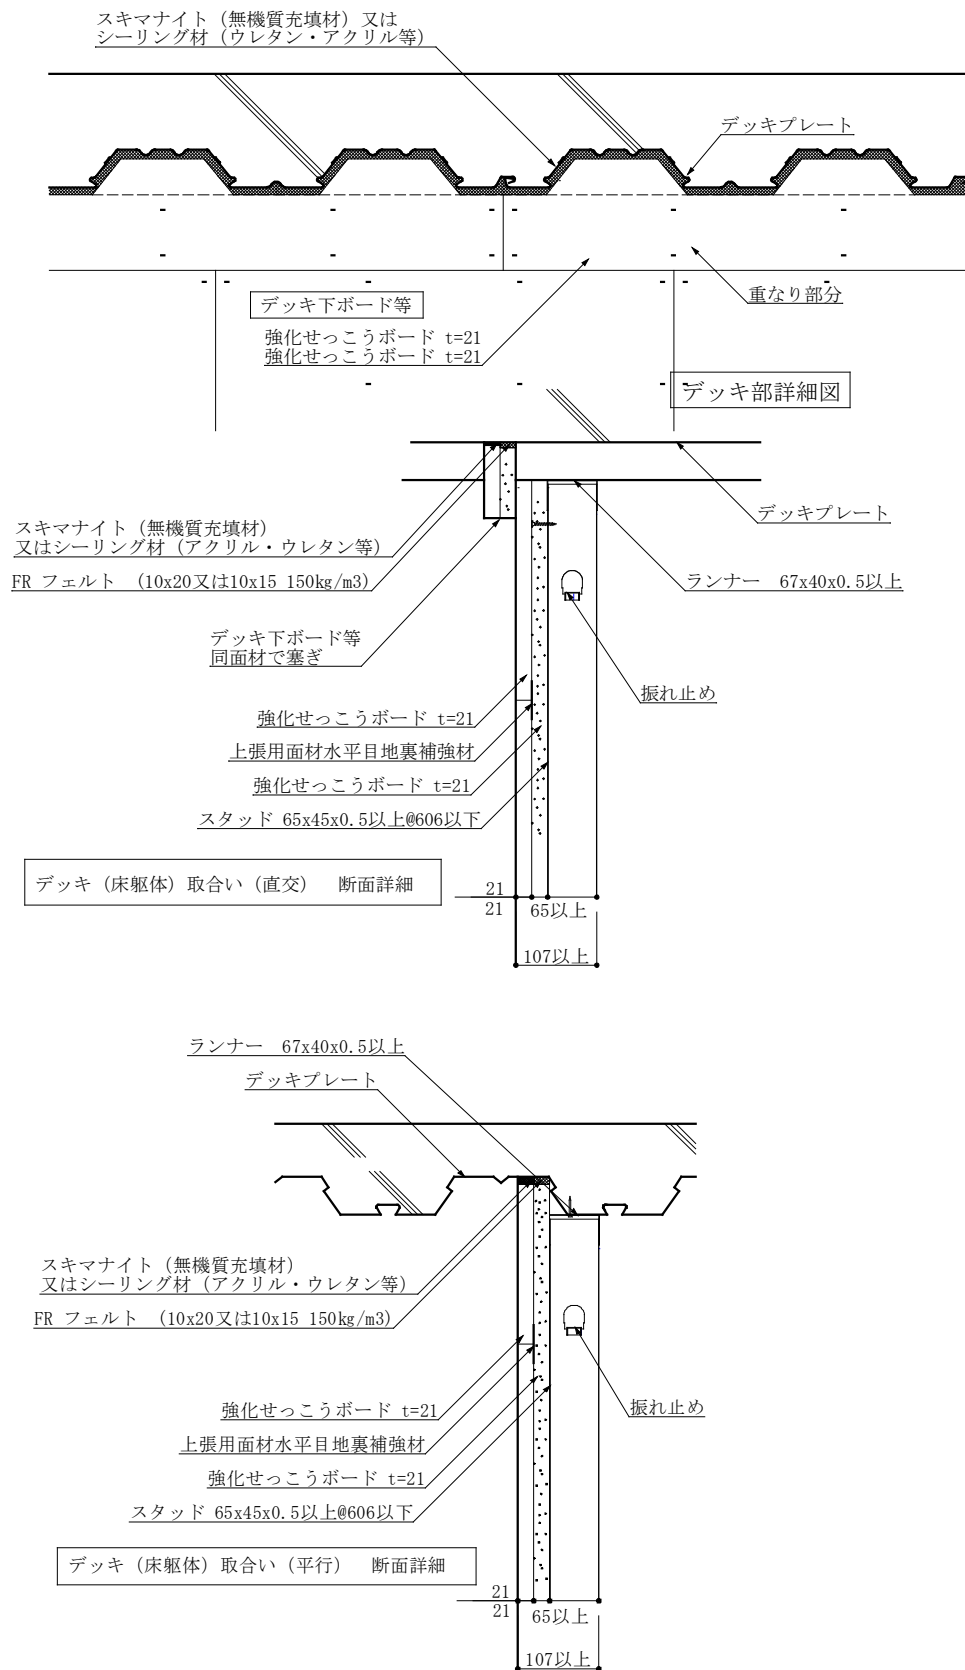 スキマナイト（無機質充填材）又は
シーリング材（ウレタン・アクリル等）
デッキプレート
重なり部分
デッキ下ボード等
強化せっこうボード t=21
強化せっこうボード t=21
デッキ部詳細図
スキマナイト（無機質充填材）
又はシーリング材（アクリル・ウレタン等）
FR フェルト （10x20又は10x15 150kg/m3）
デッキプレート
ランナー 67x40x0.5以上
デッキ下ボード等
同面材で塞ぎ
振れ止め
強化せっこうボード t=21
上張用面材水平目地裏補強材
強化せっこうボード t=21
スタッド 65x45x0.5以上@606以下
デッキ（床躯体）取合い（直交） 断面詳細
21
21
65以上
107以上
ランナー 67x40x0.5以上
デッキプレート
スキマナイト（無機質充填材）
又はシーリング材（アクリル・ウレタン等）
FR フェルト （10x20又は10x15 150kg/m3）
強化せっこうボード t=21
振れ止め
上張用面材水平目地裏補強材
強化せっこうボード t=21
スタッド 65x45x0.5以上@606以下
デッキ（床躯体）取合い（平行） 断面詳細
21
21
65以上
107以上